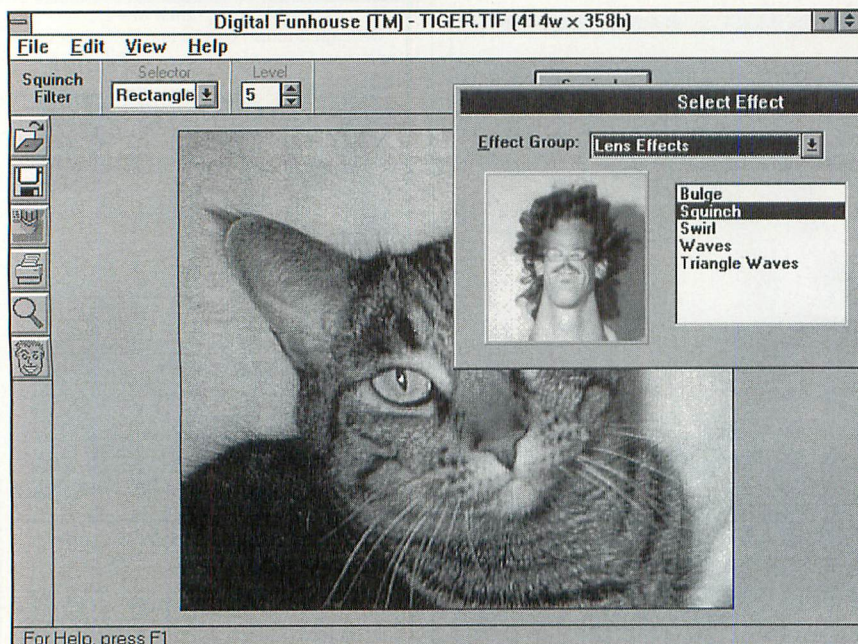 Digital Funhouse (TM) - TIGER.TIF (414w x 358h)
File Edit View Help
Squinch
Filter
Selector
Rectangle
Level
5
Select Effect
Effect Group: Lens Effects
Bulge
Squinch
Swirl
Waves
Triangle Waves
For Help, press F1